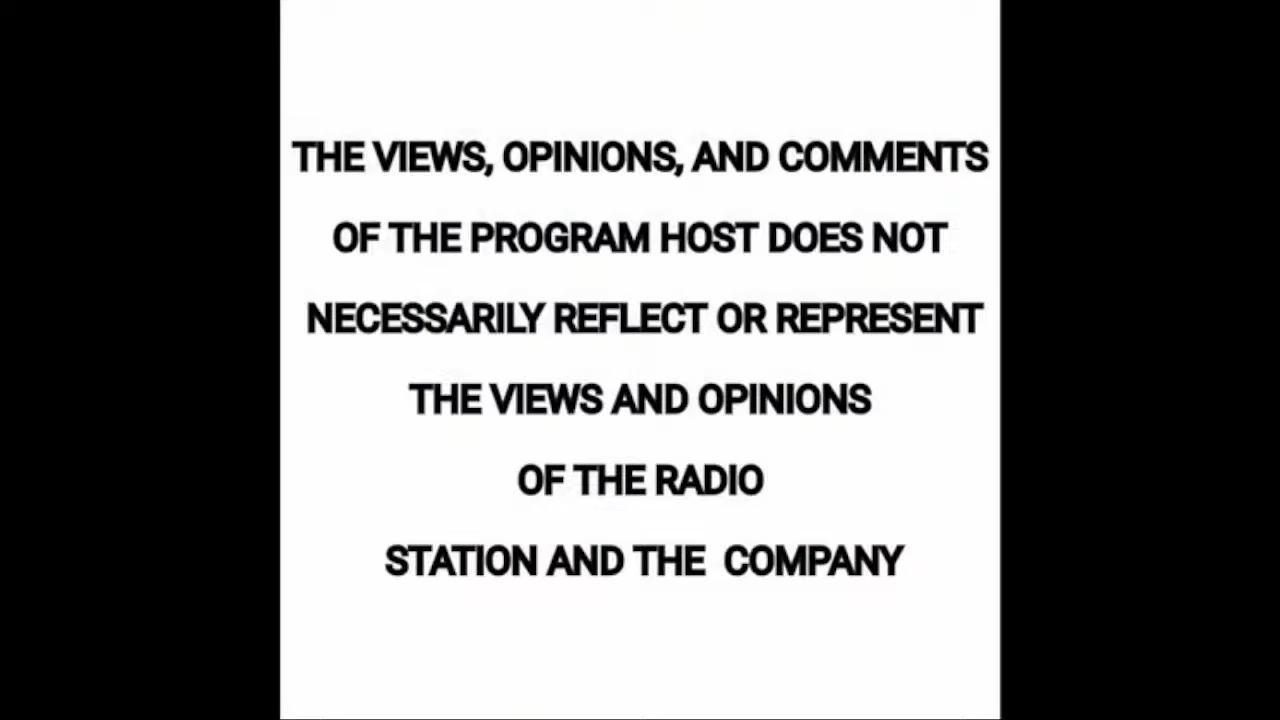 THE VIEWS, OPINIONS, AND COMMENTS
OF THE PROGRAM HOST DOES NOT
NECESSARILY REFLECT OR REPRESENT
THE VIEWS AND OPINIONS
OF THE RADIO
STATION AND THE  COMPANY